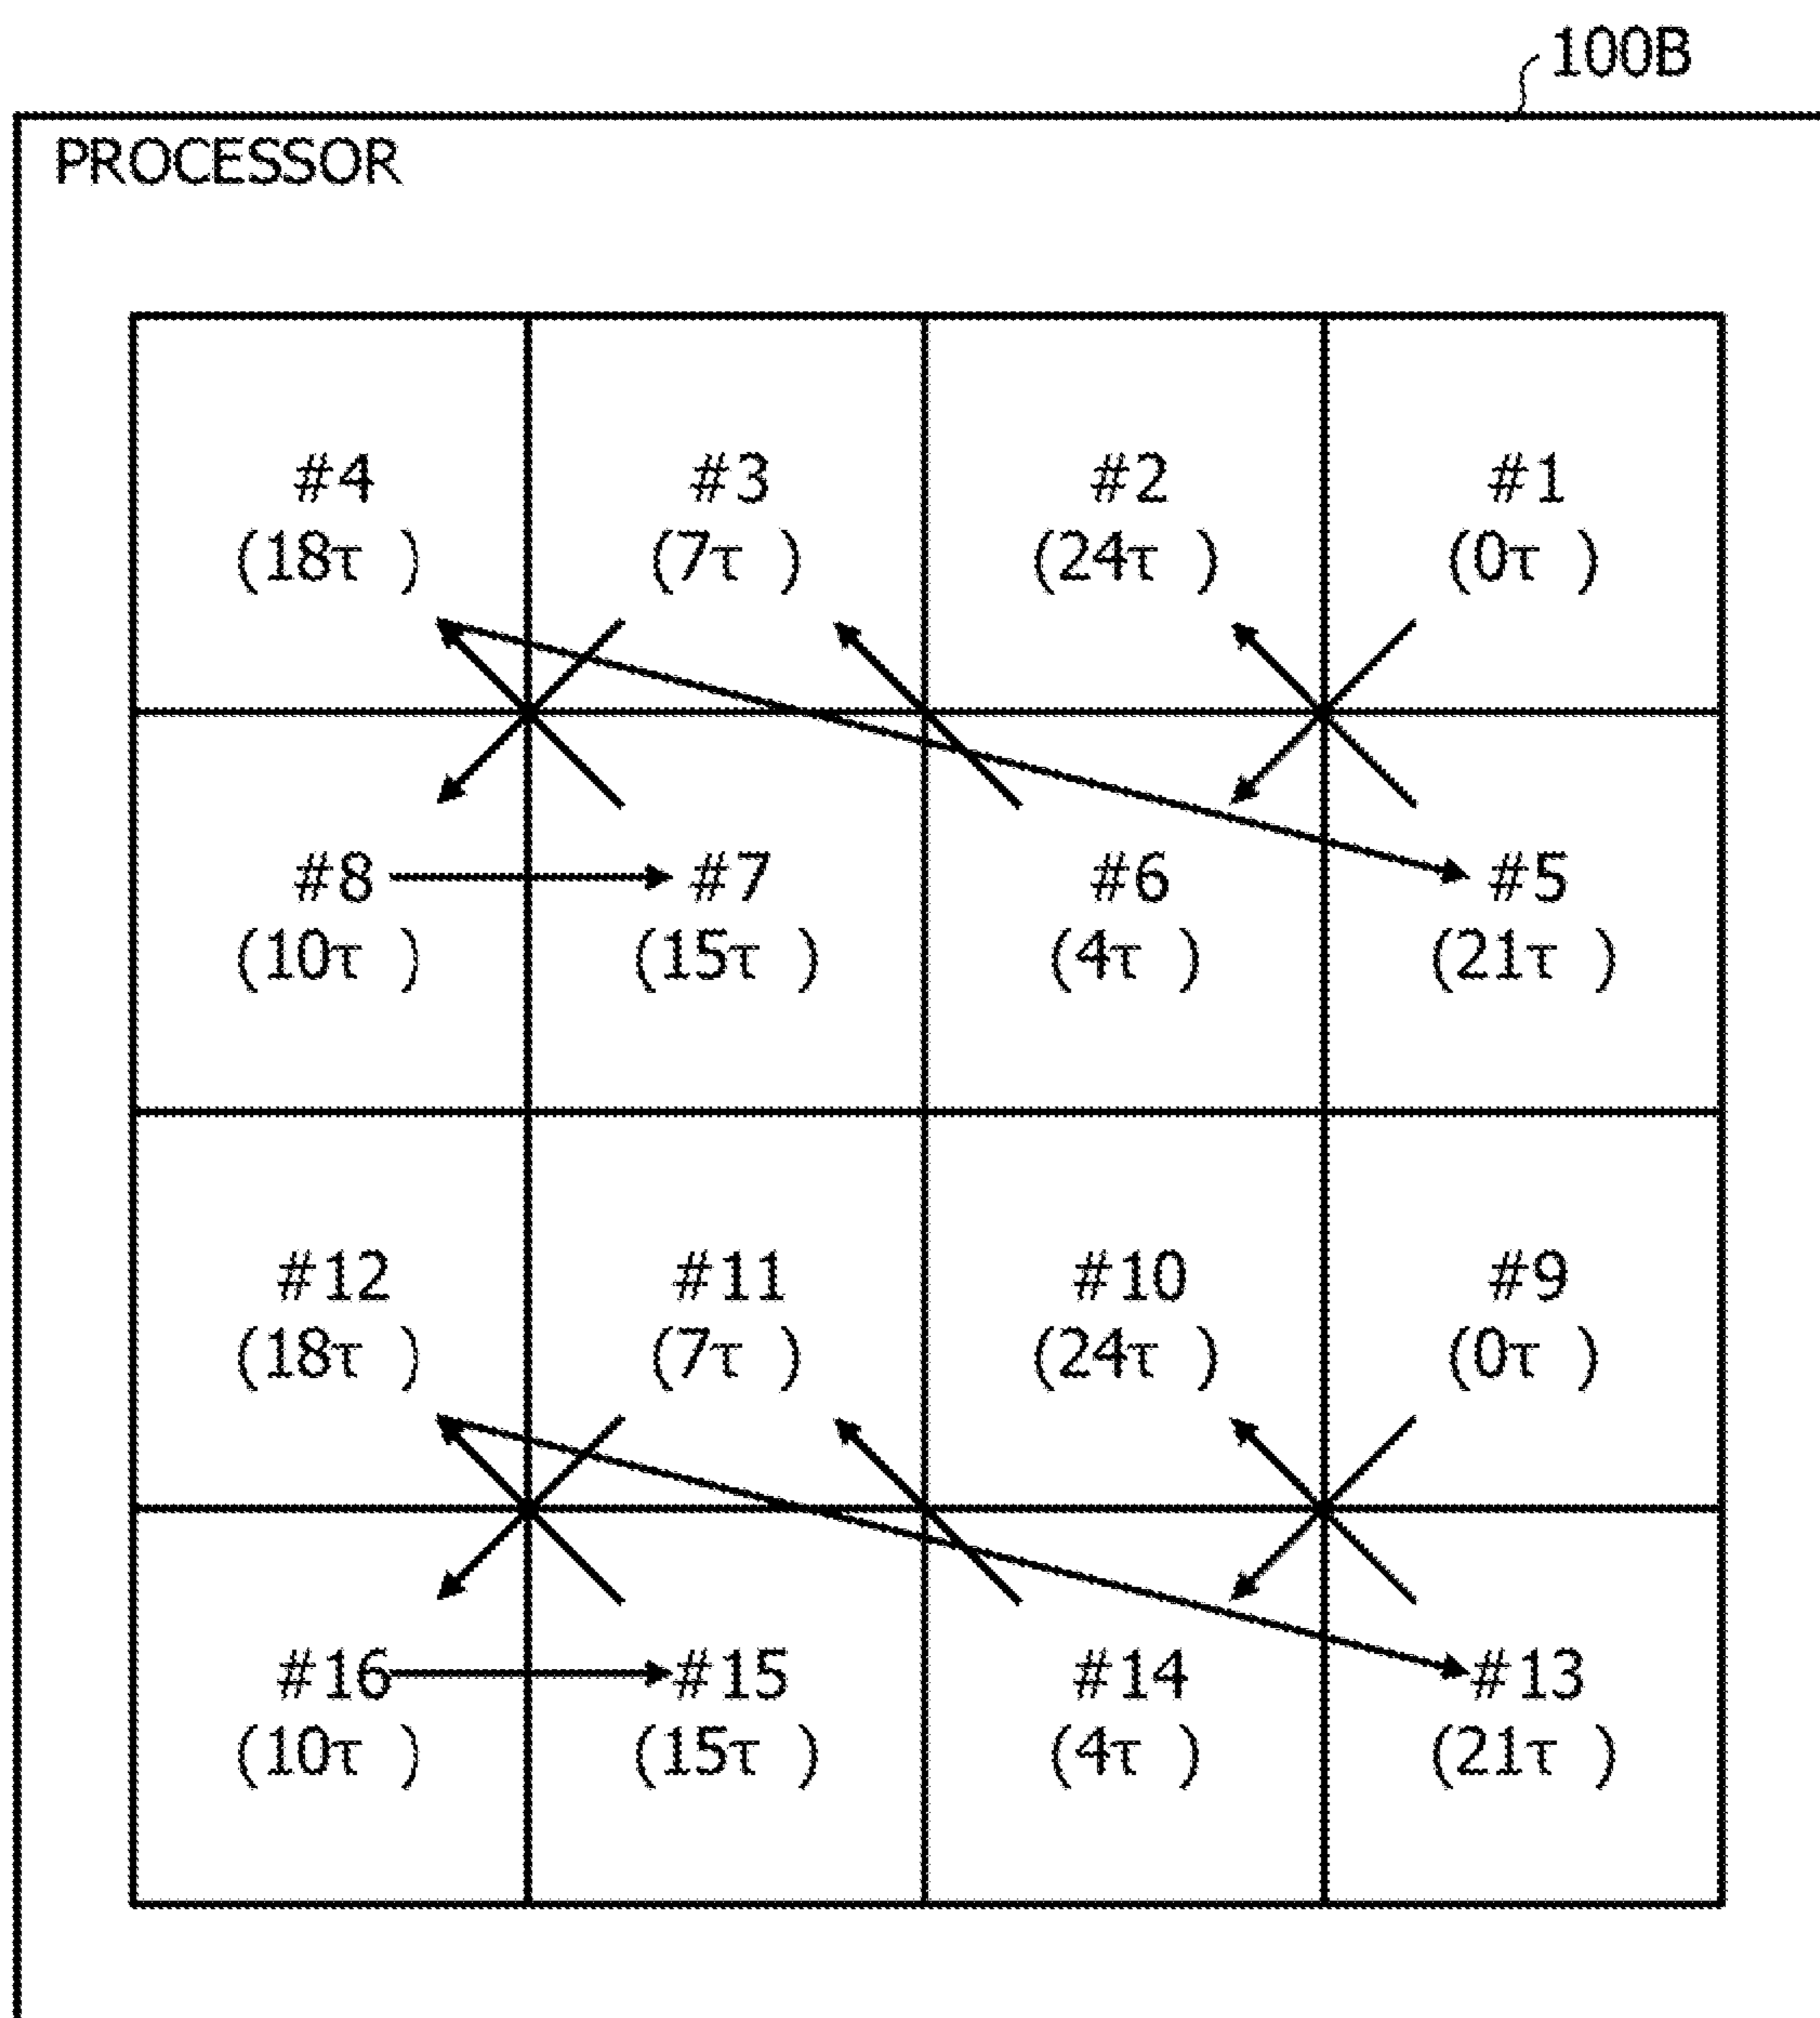 100B
PROCESSOR
#4 #3 #2 #1
(18τ ) (7τ ) (24τ ) (0τ )
#8 #7 #6 #5
(10τ ) (15τ ) (4τ ) (21τ )
#12 #11 #10 #9
(18τ ) (7τ ) (24τ ) (0τ )
#16 #15 #14 #13
(10τ ) (15τ ) (4τ ) (21τ )